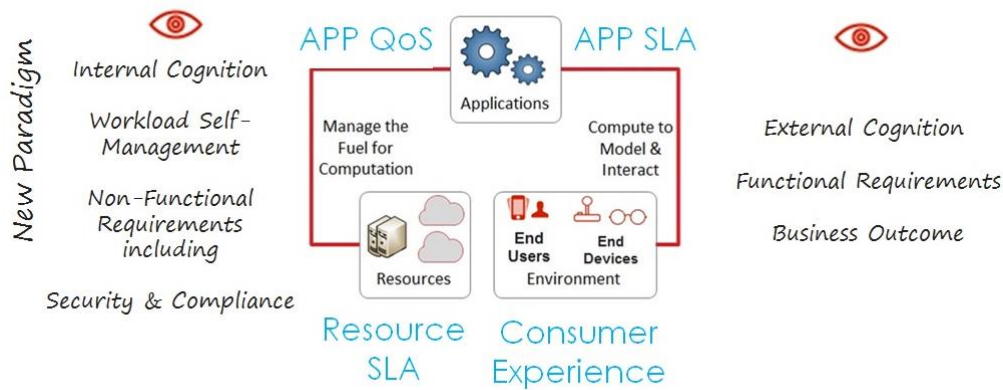 New Paradigm
Internal Cognition
Workload Self-
Management
Non-Functional
Requirements
including
Security & Compliance
APP QoS
APP SLA
Applications
Manage the
Fuel for
Computation
Compute to
Model &
Interact
Resources
End
Users
End
Devices
Environment
Resource
SLA
Consumer
Experience
External Cognition
Functional Requirements
Business Outcome